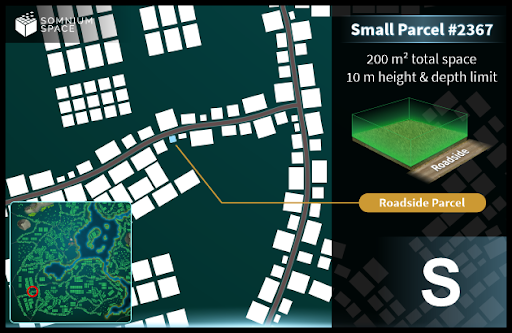 SOMNIUM
SPACE
Small Parcel #2367
200 m² total space
10 m height & depth limit
Roadside
Roadside Parcel
S